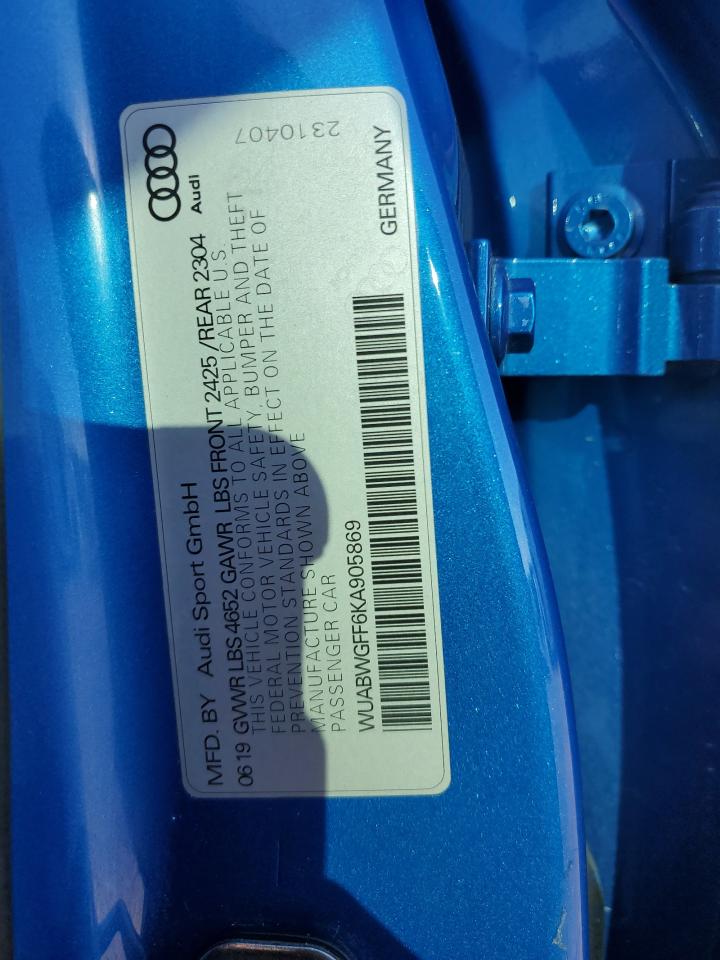 MFD. BY Audi Sport GmbH
Audi
0619 GVWR LBS 4652 GAWR LBS FRONT 2425 /REAR 2304
THIS VEHICLE CONFORMS TO ALL APPLICABLE U.S.
FEDERAL MOTOR VEHICLE SAFETY, BUMPER AND THEFT
PREVENTION STANDARDS IN EFFECT ON THE DATE OF
MANUFACTURE SHOWN ABOVE
PASSENGER CAR
WUABWGFF6KA905869
GERMANY
2310407